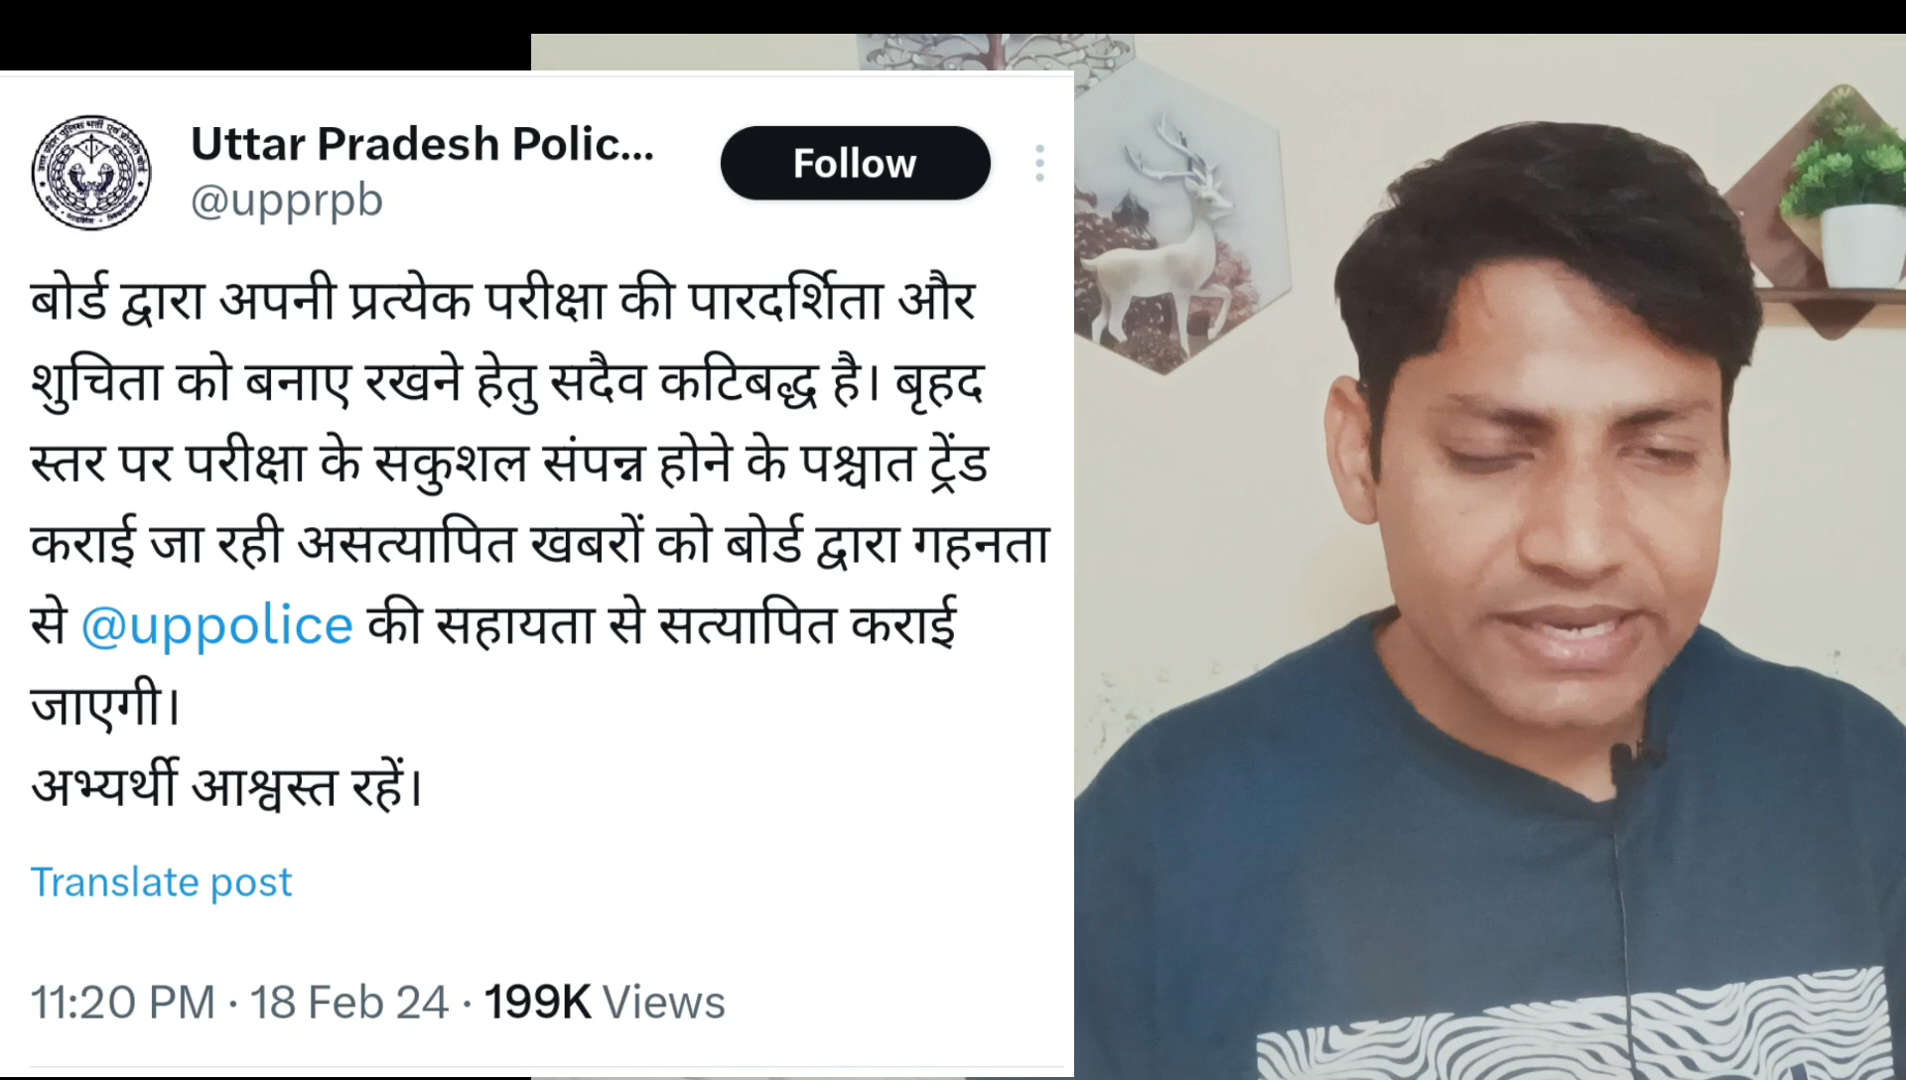 Uttar Pradesh Polic...
@upprpb
Follow
बोर्ड द्वारा अपनी प्रत्येक परीक्षा की पारदर्शिता और
शुचिता को बनाए रखने हेतु सदैव कटिबद्ध है। बृहद
स्तर पर परीक्षा के सकुशल संपन्न होने के पश्चात ट्रेंड
कराई जा रही असत्यापित खबरों को बोर्ड द्वारा गहनता
से @uppolice की सहायता से सत्यापित कराई
जाएगी।
अभ्यर्थी आश्वस्त रहें।
Translate post
11:20 PM · 18 Feb 24 · 199K Views